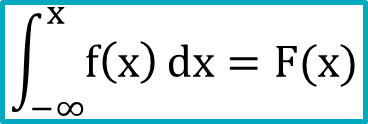 ∫_{−∞}^{x} f(x) dx = F(x)